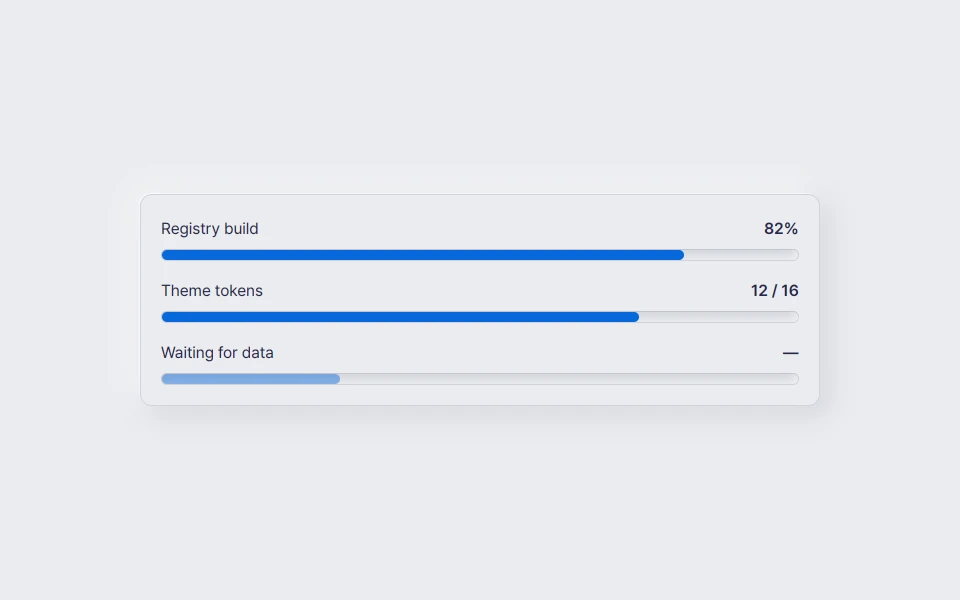 Registry build 82%
Theme tokens 12 / 16
Waiting for data —